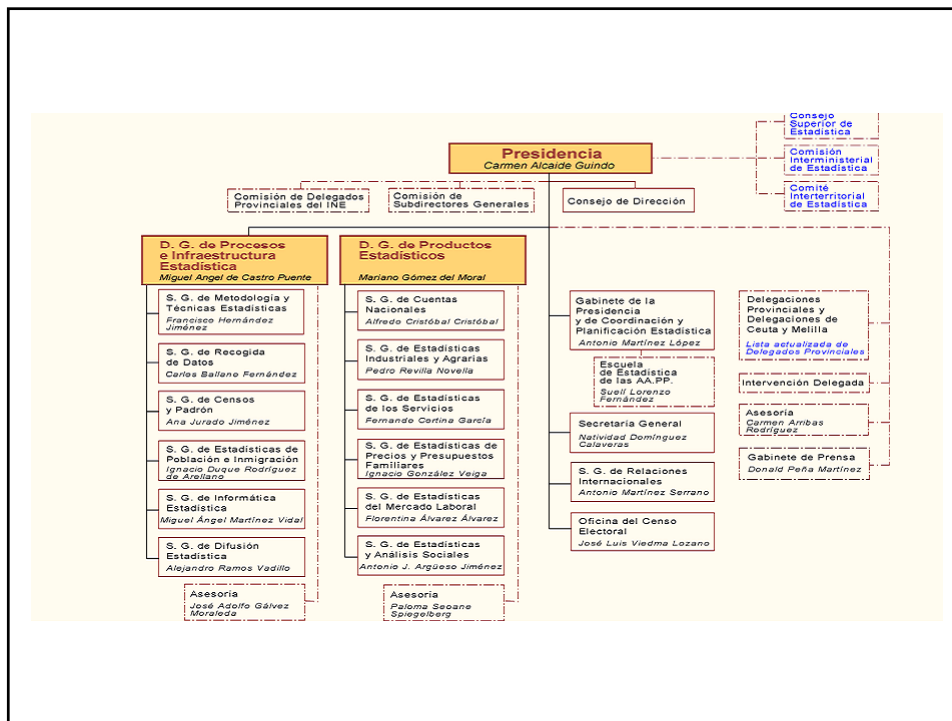 Consejo
Superior de
Estadística
Presidencia
Carmen Alcaide Guindo
Comisión
Interministerial
de Estadística
Comité
Interterritorial
de Estadística
Comisión de Delegados
Provinciales del INE
Comisión de
Subdirectores Generales
Consejo de Dirección
D. G. de Procesos
e Infraestructura
Estadística
Miguel Angel de Castro Puente
D. G. de Productos
Estadísticos
Mariano Gómez del Moral
S. G. de Metodología y
Técnicas Estadísticas
Francisco Hernández
Jiménez
S. G. de Recogida
de Datos
Carlos Ballano Fernández
S. G. de Censos
y Padrón
Ana Jurado Jiménez
S. G. de Estadísticas de
Población e Inmigración
Ignacio Duque Rodríguez
de Arellano
S. G. de Informática
Estadística
Miguel Ángel Martínez Vidal
S. G. de Difusión
Estadística
Alejandro Ramos Vadillo
Asesoría
José Adolfo Gálvez
Moraleda
S. G. de Cuentas
Nacionales
Alfredo Cristóbal Cristóbal
S. G. de Estadísticas
Industriales y Agrarias
Pedro Revilla Novella
S. G. de Estadísticas
de los Servicios
Fernando Cortina García
S. G. de Estadísticas de
Precios y Presupuestos
Familiares
Ignacio González Veiga
S. G. de Estadísticas
del Mercado Laboral
Florentina Álvarez Álvarez
S. G. de Estadísticas
y Análisis Sociales
Antonio J. Argüeso Jiménez
Asesoría
Paloma Seoane
Spiegelberg
Gabinete de la
Presidencia
y de Coordinación y
Planificación Estadística
Antonio Martínez López
Escuela
de Estadística
de las AA.PP.
Suell Lorenzo
Fernández
Secretaría General
Natividad Domínguez
Calaveras
S. G. de Relaciones
Internacionales
Antonio Martínez Serrano
Oficina del Censo
Electoral
José Luis Viedma Lozano
Delegaciones
Provinciales y
Delegaciones de
Ceuta y Melilla
Lista actualizada de
Delegados Provinciales
Intervención Delegada
Asesoría
Carmen Arribas
Rodríguez
Gabinete de Prensa
Donald Peña Martínez